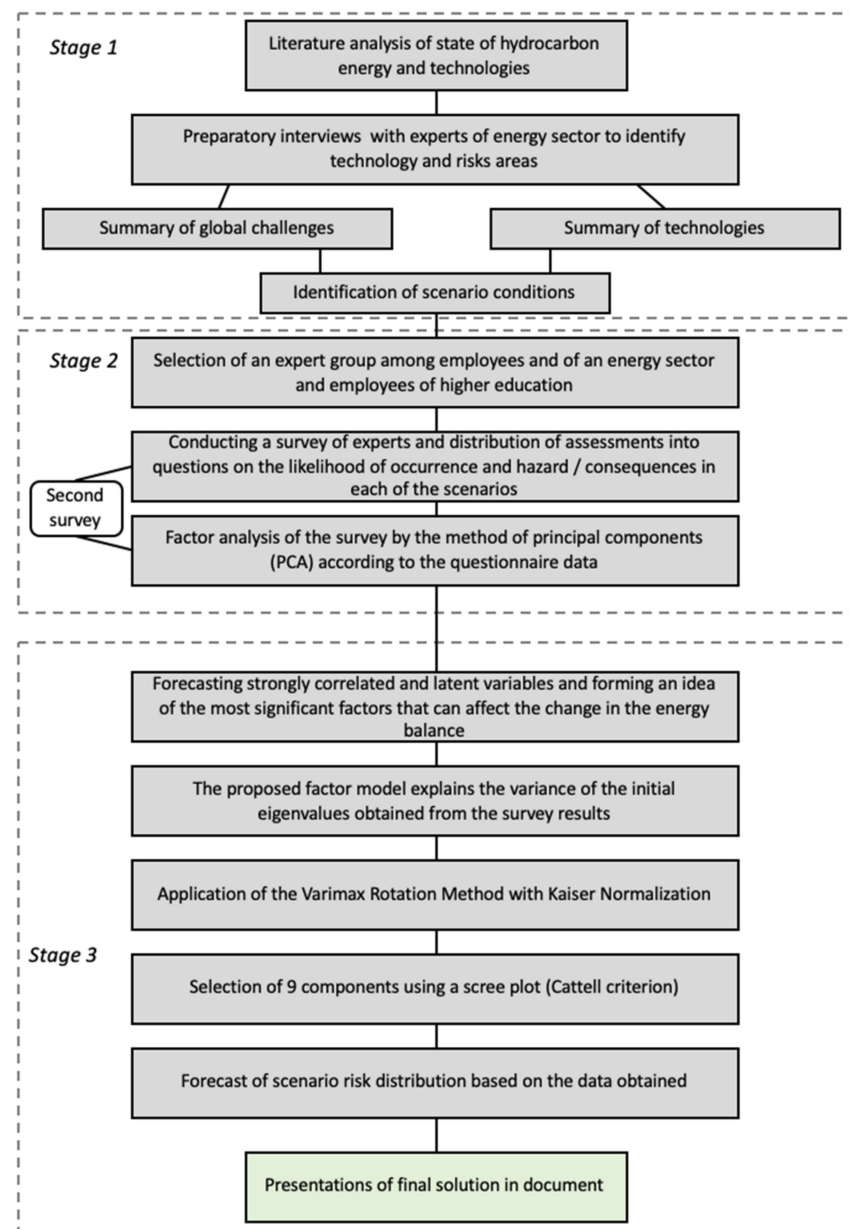 Stage 1
Literature analysis of state of hydrocarbon
energy and technologies
Preparatory interviews with experts of energy sector to identify
technology and risks areas
Summary of global challenges
Summary of technologies
Identification of scenario conditions
Stage 2
Selection of an expert group among employees and of an energy sector
and employees of higher education
Conducting a survey of experts and distribution of assessments into
questions on the likelihood of occurrence and hazard / consequences in
each of the scenarios
Second
survey
Factor analysis of the survey by the method of principal components
(PCA) according to the questionnaire data
Forecasting strongly correlated and latent variables and forming an idea
of the most significant factors that can affect the change in the energy
balance
The proposed factor model explains the variance of the initial
eigenvalues obtained from the survey results
Application of the Varimax Rotation Method with Kaiser Normalization
Stage 3
Selection of 9 components using a scree plot (Cattell criterion)
Forecast of scenario risk distribution based on the data obtained
Presentations of final solution in document